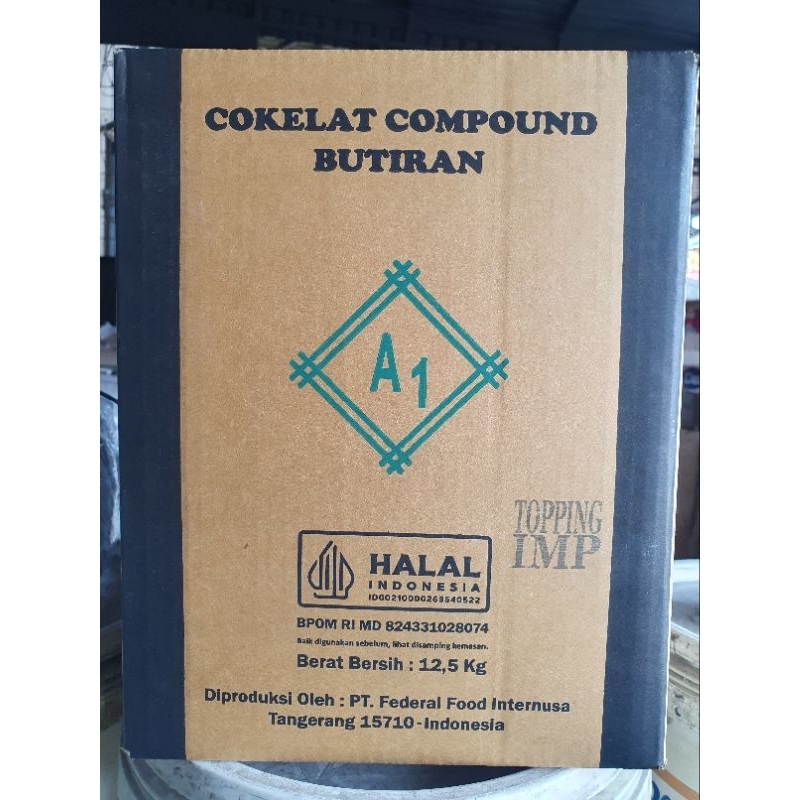 COKELAT COMPOUND
BUTIRAN
A1
TOPPING
IMP
HALAL
INDONESIA
ID00210000263540522
BPOM RI MD 824331028074
Baik digunakan sebelum, lihat disamping kemasan.
Berat Bersih : 12,5 Kg
Diproduksi Oleh : PT. Federal Food Internusa
Tangerang 15710-Indonesia